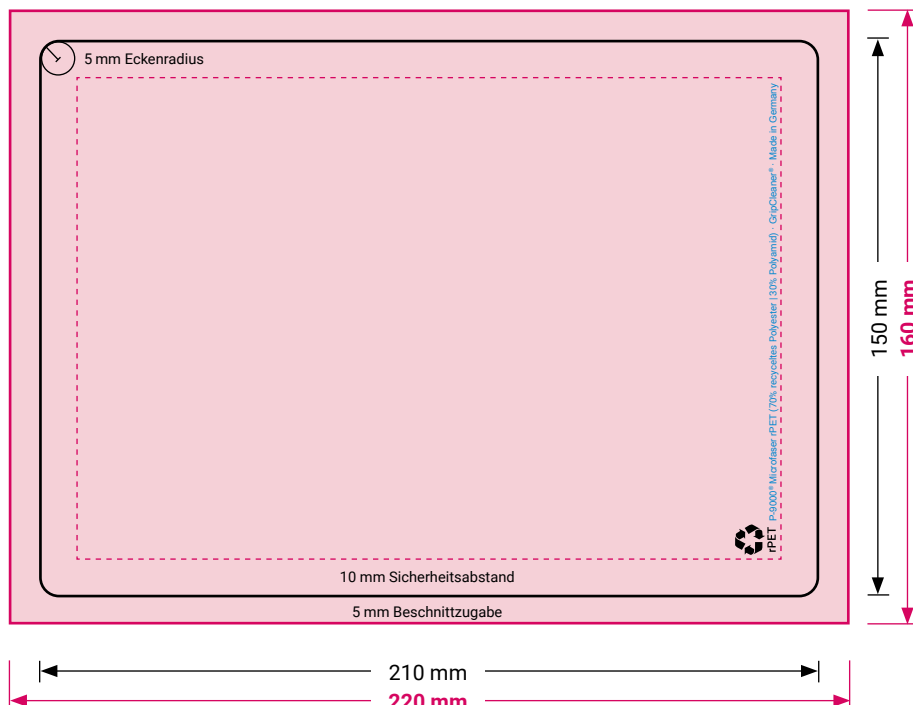 5 mm Eckenradius
P-9000® Microfaser rPET (70% recyceltes Polyester | 30% Polyamid) · GripCleaner® · Made in Germany
rPET
150 mm
160 mm
10 mm Sicherheitsabstand
5 mm Beschnittzugabe
210 mm
220 mm